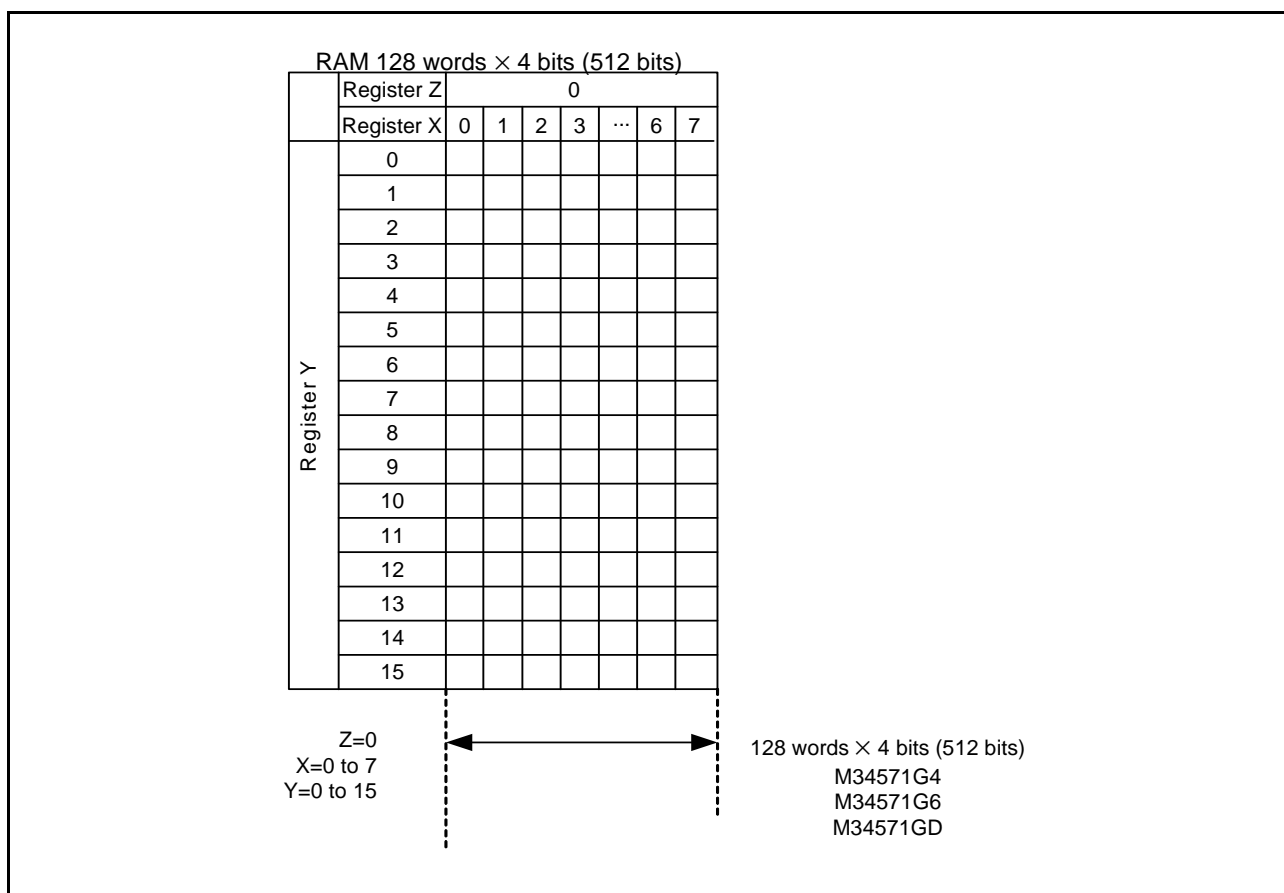 RAM 128 words × 4 bits (512 bits)
Register Z 0
Register X 0 1 2 3 ... 6 7
Register Y
0
1
2
3
4
5
6
7
8
9
10
11
12
13
14
15
Z=0
X=0 to 7
Y=0 to 15
128 words × 4 bits (512 bits)
M34571G4
M34571G6
M34571GD